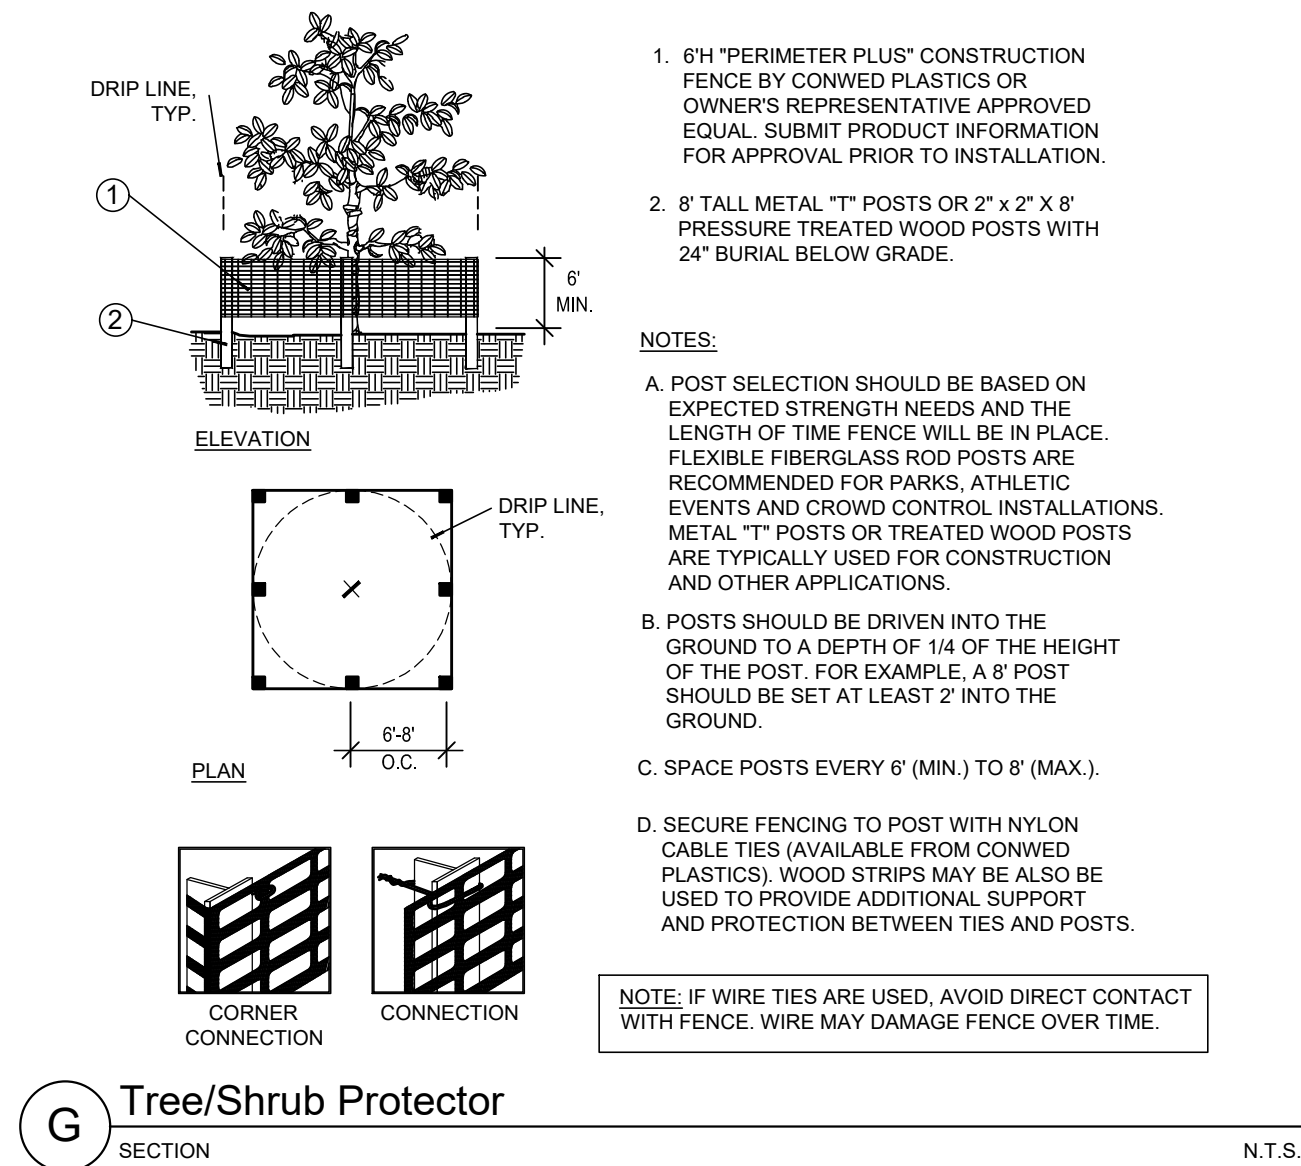 DRIP LINE,
TYP.
1
2
6'
MIN.
ELEVATION
DRIP LINE,
TYP.
6'-8'
O.C.
PLAN
CORNER
CONNECTION
CONNECTION
1. 6'H "PERIMETER PLUS" CONSTRUCTION
FENCE BY CONWED PLASTICS OR
OWNER'S REPRESENTATIVE APPROVED
EQUAL. SUBMIT PRODUCT INFORMATION
FOR APPROVAL PRIOR TO INSTALLATION.
2. 8' TALL METAL "T" POSTS OR 2" x 2" X 8'
PRESSURE TREATED WOOD POSTS WITH
24" BURIAL BELOW GRADE.
NOTES:
A. POST SELECTION SHOULD BE BASED ON
EXPECTED STRENGTH NEEDS AND THE
LENGTH OF TIME FENCE WILL BE IN PLACE.
FLEXIBLE FIBERGLASS ROD POSTS ARE
RECOMMENDED FOR PARKS, ATHLETIC
EVENTS AND CROWD CONTROL INSTALLATIONS.
METAL "T" POSTS OR TREATED WOOD POSTS
ARE TYPICALLY USED FOR CONSTRUCTION
AND OTHER APPLICATIONS.
B. POSTS SHOULD BE DRIVEN INTO THE
GROUND TO A DEPTH OF 1/4 OF THE HEIGHT
OF THE POST. FOR EXAMPLE, A 8' POST
SHOULD BE SET AT LEAST 2' INTO THE
GROUND.
C. SPACE POSTS EVERY 6' (MIN.) TO 8' (MAX.).
D. SECURE FENCING TO POST WITH NYLON
CABLE TIES (AVAILABLE FROM CONWED
PLASTICS). WOOD STRIPS MAY BE ALSO BE
USED TO PROVIDE ADDITIONAL SUPPORT
AND PROTECTION BETWEEN TIES AND POSTS.
NOTE: IF WIRE TIES ARE USED, AVOID DIRECT CONTACT
WITH FENCE. WIRE MAY DAMAGE FENCE OVER TIME.
G
Tree/Shrub Protector
SECTION
N.T.S.